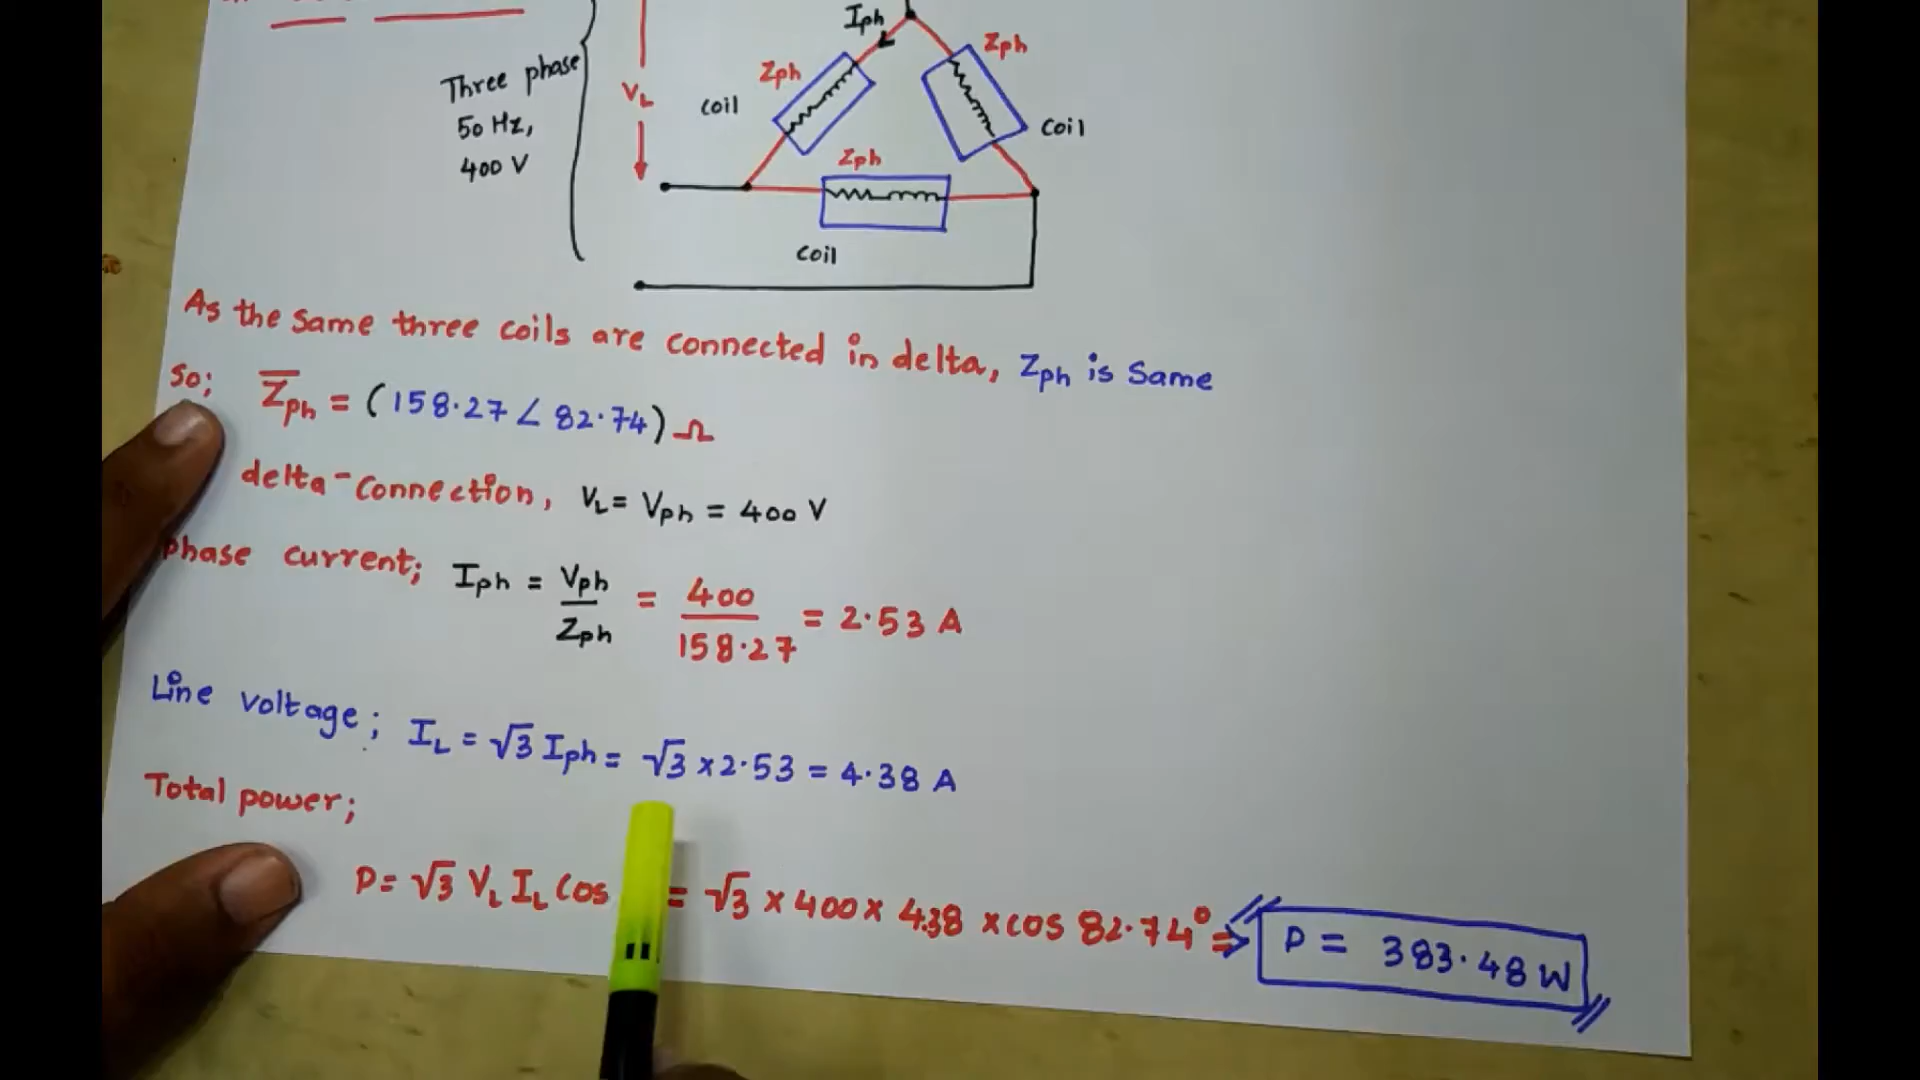 Iph
Zph
Zph
Three phase
VL
coil
coil
50 Hz,
400 V
Zph
coil
As the same three coils are connected in delta, Zph is same
So; Zph = (158.27∠82.74) Ω
delta-connection, VL = Vph = 400 V
phase current; Iph = Vph/Zph = 400/158.27 = 2.53 A
Line voltage; IL = √3 Iph = √3 × 2.53 = 4.38 A
Total power;
P = √3 VL IL cos = √3 × 400 × 4.38 × cos 82.74° ⇒ P = 383.48 W